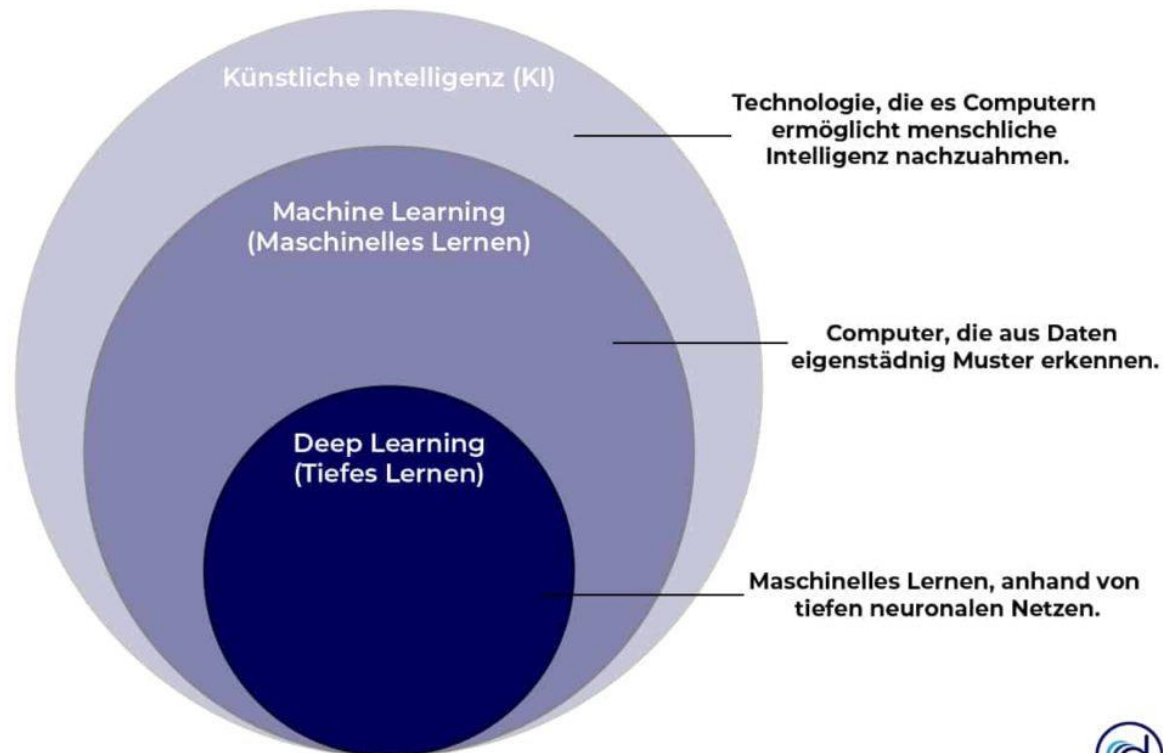 Künstliche Intelligenz (KI)
Technologie, die es Computern
ermöglicht menschliche
Intelligenz nachzuahmen.
Machine Learning
(Maschinelles Lernen)
Computer, die aus Daten
eigenstädnig Muster erkennen.
Deep Learning
(Tiefes Lernen)
Maschinelles Lernen, anhand von
tiefen neuronalen Netzen.